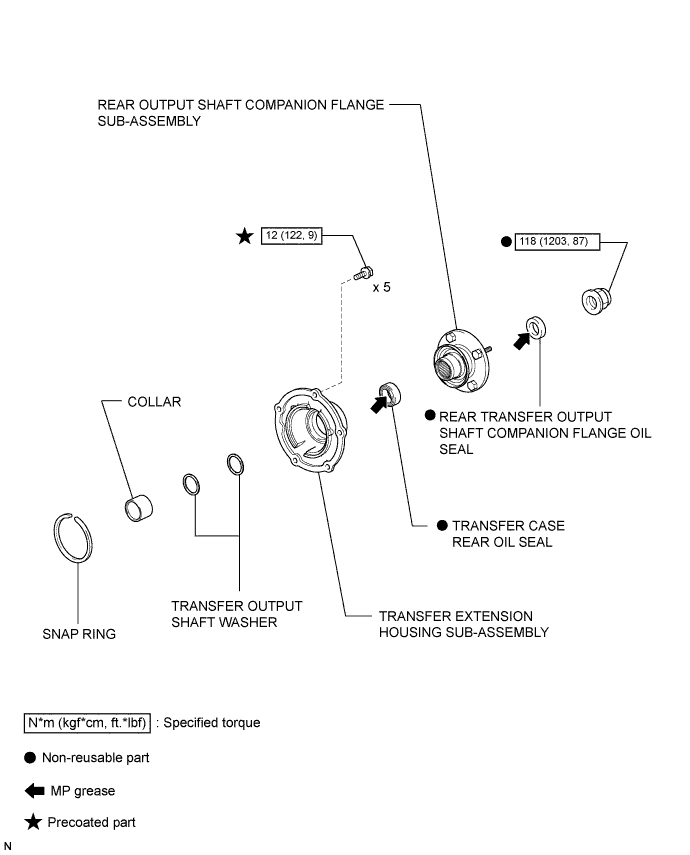 REAR OUTPUT SHAFT COMPANION FLANGE
SUB-ASSEMBLY
12 (122, 9)
x 5
118 (1203, 87)
COLLAR
REAR TRANSFER OUTPUT
SHAFT COMPANION FLANGE OIL
SEAL
TRANSFER CASE
REAR OIL SEAL
TRANSFER OUTPUT
SHAFT WASHER
TRANSFER EXTENSION
HOUSING SUB-ASSEMBLY
SNAP RING
N*m (kgf*cm, ft.*lbf) : Specified torque
Non-reusable part
MP grease
Precoated part
N